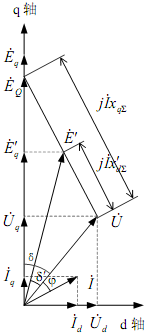 q 轴
Ė_q
Ė_Q
jİx_qΣ
Ė'_q
Ė'
jİx'_dΣ
U̇_q
U̇
δ
İ_q
δ' φ
İ
İ_d
U̇_d
d 轴